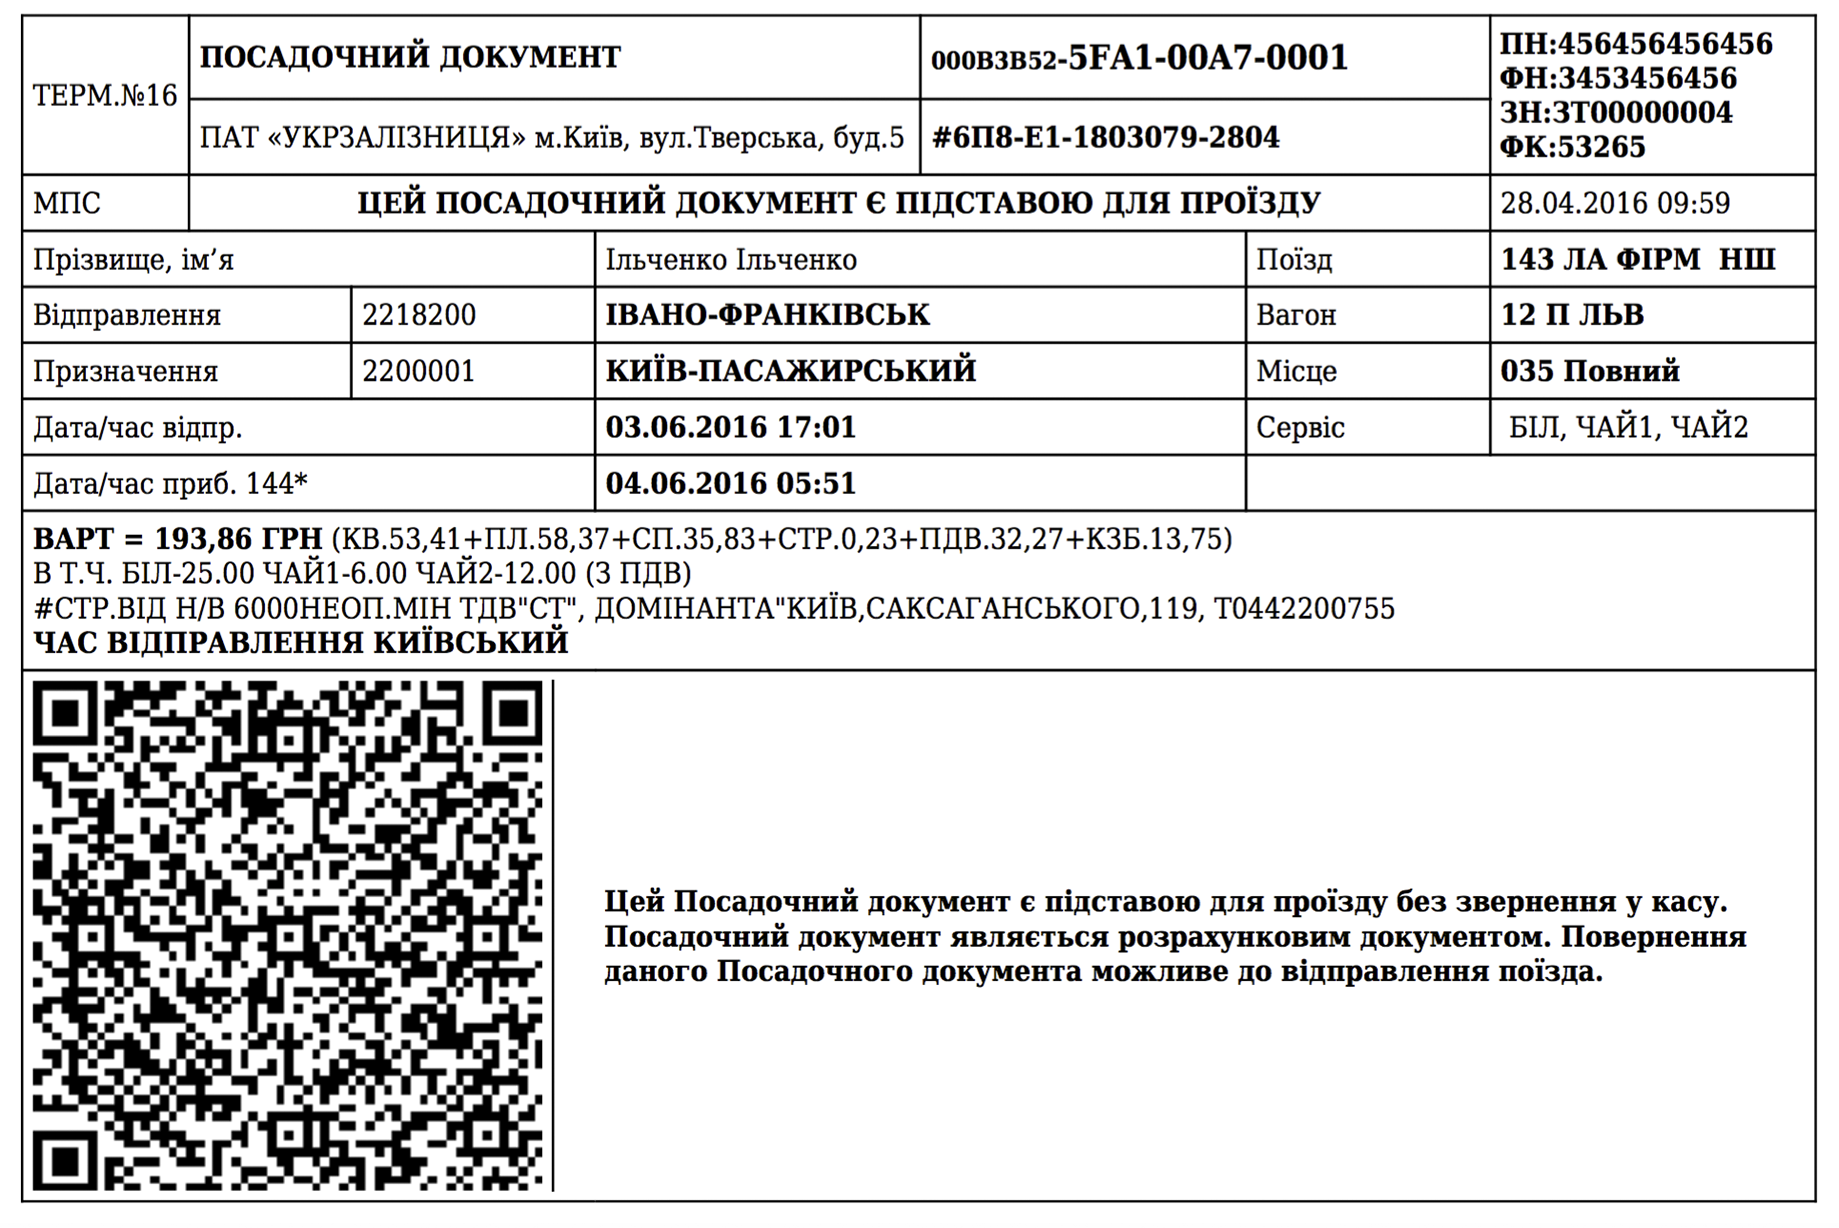 ТЕРМ.№16
ПОСАДОЧНИЙ ДОКУМЕНТ
000B3B52-5FA1-00A7-0001
ПН:456456456456
ФН:3453456456
ЗН:ЗТ00000004
ФК:53265
ПАТ «УКРЗАЛІЗНИЦЯ» м.Київ, вул.Тверська, буд.5
#6П8-Е1-1803079-2804
МПС
ЦЕЙ ПОСАДОЧНИЙ ДОКУМЕНТ Є ПІДСТАВОЮ ДЛЯ ПРОЇЗДУ
28.04.2016 09:59
Прізвище, ім’я
Ільченко Ільченко
Поїзд
143 ЛА ФІРМ НШ
Відправлення
2218200
ІВАНО-ФРАНКІВСЬК
Вагон
12 П ЛЬВ
Призначення
2200001
КИЇВ-ПАСАЖИРСЬКИЙ
Місце
035 Повний
Дата/час відпр.
03.06.2016 17:01
Сервіс
БІЛ, ЧАЙ1, ЧАЙ2
Дата/час приб. 144*
04.06.2016 05:51
ВАРТ = 193,86 ГРН (КВ.53,41+ПЛ.58,37+СП.35,83+СТР.0,23+ПДВ.32,27+КЗБ.13,75)
В Т.Ч. БІЛ-25.00 ЧАЙ1-6.00 ЧАЙ2-12.00 (З ПДВ)
#СТР.ВІД Н/В 6000НЕОП.МІН ТДВ"СТ", ДОМІНАНТА"КИЇВ,САКСАГАНСЬКОГО,119, Т0442200755
ЧАС ВІДПРАВЛЕННЯ КИЇВСЬКИЙ
Цей Посадочний документ є підставою для проїзду без звернення у касу.
Посадочний документ являється розрахунковим документом. Повернення
даного Посадочного документа можливе до відправлення поїзда.